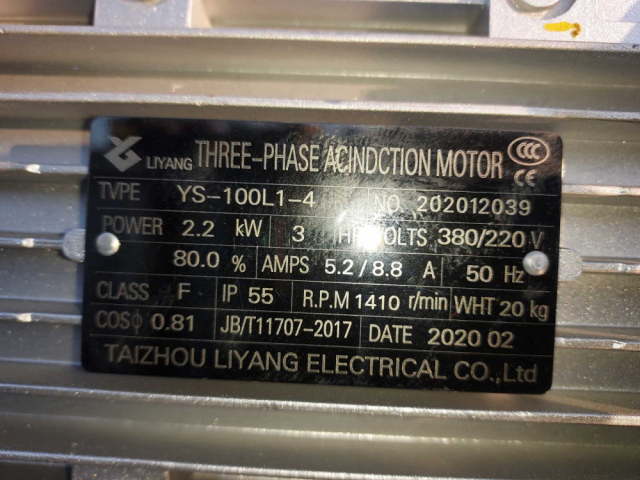 LIYANG THREE-PHASE ACINDCTION MOTOR CCC CE
TYPE YS-100L1-4 NO. 202012039
POWER 2.2 kW 3 HP VOLTS 380/220 V
80.0 % AMPS 5.2/8.8 A 50 Hz
CLASS F IP 55 R.P.M 1410 r/min WHT 20 kg
COSϕ 0.81 JB/T11707-2017 DATE 2020 02
TAIZHOU LIYANG ELECTRICAL CO.,Ltd